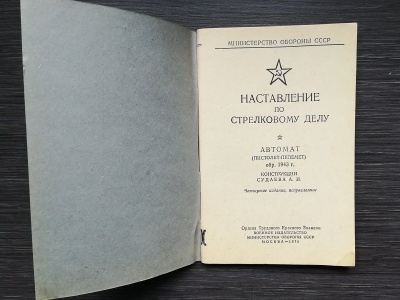 МИНИСТЕРСТВО ОБОРОНЫ СССР
НАСТАВЛЕНИЕ
ПО
СТРЕЛКОВОМУ ДЕЛУ
АВТОМАТ
(ПИСТОЛЕТ-ПУЛЕМЕТ)
обр. 1943 г.
КОНСТРУКЦИИ
СУДАЕВА А. И.
Четвертое издание, исправленное
Ордена Трудового Красного Знамени
ВОЕННОЕ ИЗДАТЕЛЬСТВО
МИНИСТЕРСТВА ОБОРОНЫ СССР
МОСКВА